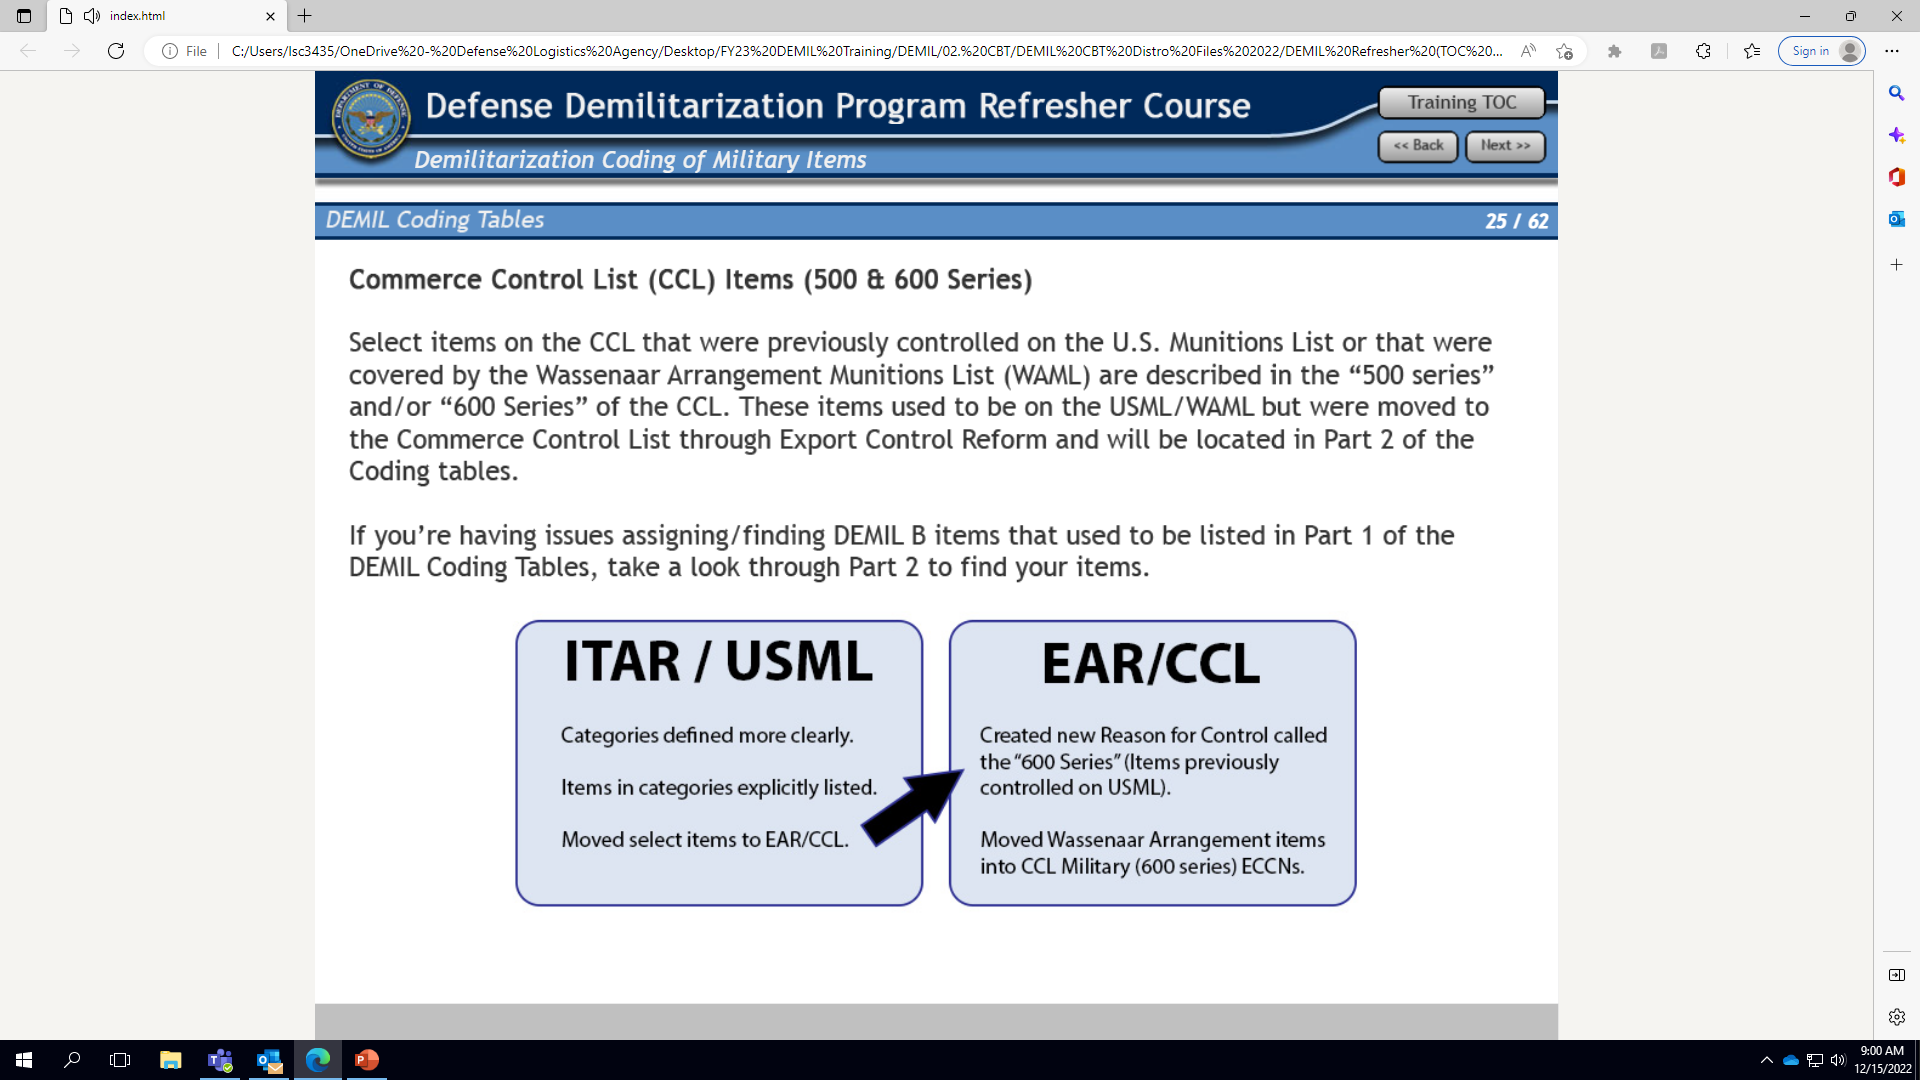 index.html
File
C:/Users/lsc3435/OneDrive%20-%20Defense%20Logistics%20Agency/Desktop/FY23%20DEMIL%20Training/DEMIL/02.%20CBT/DEMIL%20CBT%20Distro%20Files%202022/DEMIL%20Refresher%20(TOC%20...
Sign in
Defense Demilitarization Program Refresher Course
Training TOC
<< Back
Next >>
Demilitarization Coding of Military Items
DEMIL Coding Tables
25 / 62
Commerce Control List (CCL) Items (500 & 600 Series)
Select items on the CCL that were previously controlled on the U.S. Munitions List or that were
covered by the Wassenaar Arrangement Munitions List (WAML) are described in the “500 series”
and/or “600 Series” of the CCL. These items used to be on the USML/WAML but were moved to
the Commerce Control List through Export Control Reform and will be located in Part 2 of the
Coding tables.
If you’re having issues assigning/finding DEMIL B items that used to be listed in Part 1 of the
DEMIL Coding Tables, take a look through Part 2 to find your items.
ITAR / USML
Categories defined more clearly.
Items in categories explicitly listed.
Moved select items to EAR/CCL.
EAR/CCL
Created new Reason for Control called
the “600 Series” (Items previously
controlled on USML).
Moved Wassenaar Arrangement items
into CCL Military (600 series) ECCNs.
9:00 AM
12/15/2022